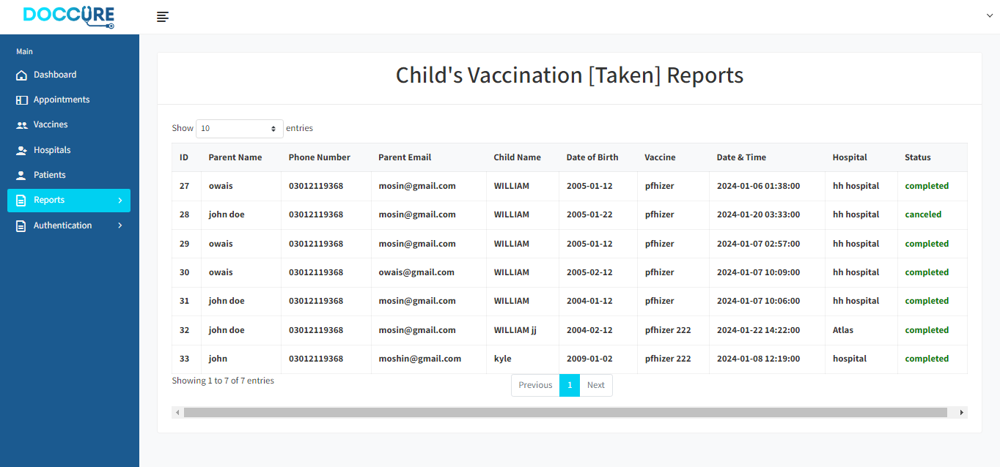 DOCCURE
Main
Dashboard
Appointments
Vaccines
Hospitals
Patients
Reports
Authentication
Child's Vaccination [Taken] Reports
Show 10 entries
ID Parent Name Phone Number Parent Email Child Name Date of Birth Vaccine Date & Time Hospital Status
27 owais 03012119368 mosin@gmail.com WILLIAM 2005-01-12 pfhizer 2024-01-06 01:38:00 hh hospital completed
28 john doe 03012119368 mosin@gmail.com WILLIAM 2005-01-22 pfhizer 2024-01-20 03:33:00 hh hospital canceled
29 owais 03012119368 mosin@gmail.com WILLIAM 2005-01-12 pfhizer 2024-01-07 02:57:00 hh hospital completed
30 owais 03012119368 owais@gmail.com WILLIAM 2005-02-12 pfhizer 2024-01-07 10:09:00 hh hospital completed
31 john doe 03012119368 mosin@gmail.com WILLIAM 2004-01-12 pfhizer 2024-01-07 10:06:00 hh hospital completed
32 john doe 03012119368 mosin@gmail.com WILLIAM jj 2004-02-12 pfhizer 222 2024-01-22 14:22:00 Atlas completed
33 john 03012119368 moshin@gmail.com kyle 2009-01-02 pfhizer 222 2024-01-08 12:19:00 hospital completed
Showing 1 to 7 of 7 entries
Previous 1 Next